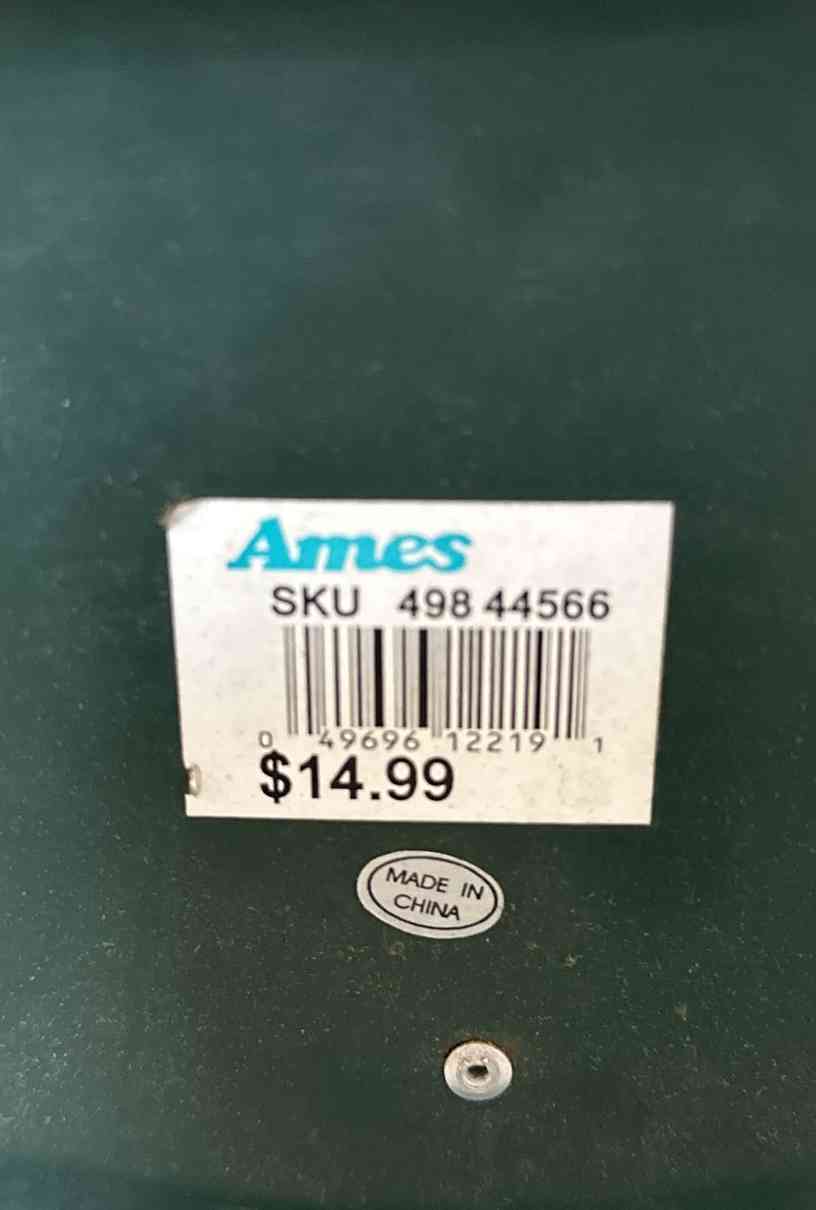 Ames
SKU 498 44566
0 49696 12219 1
$14.99
MADE IN
CHINA